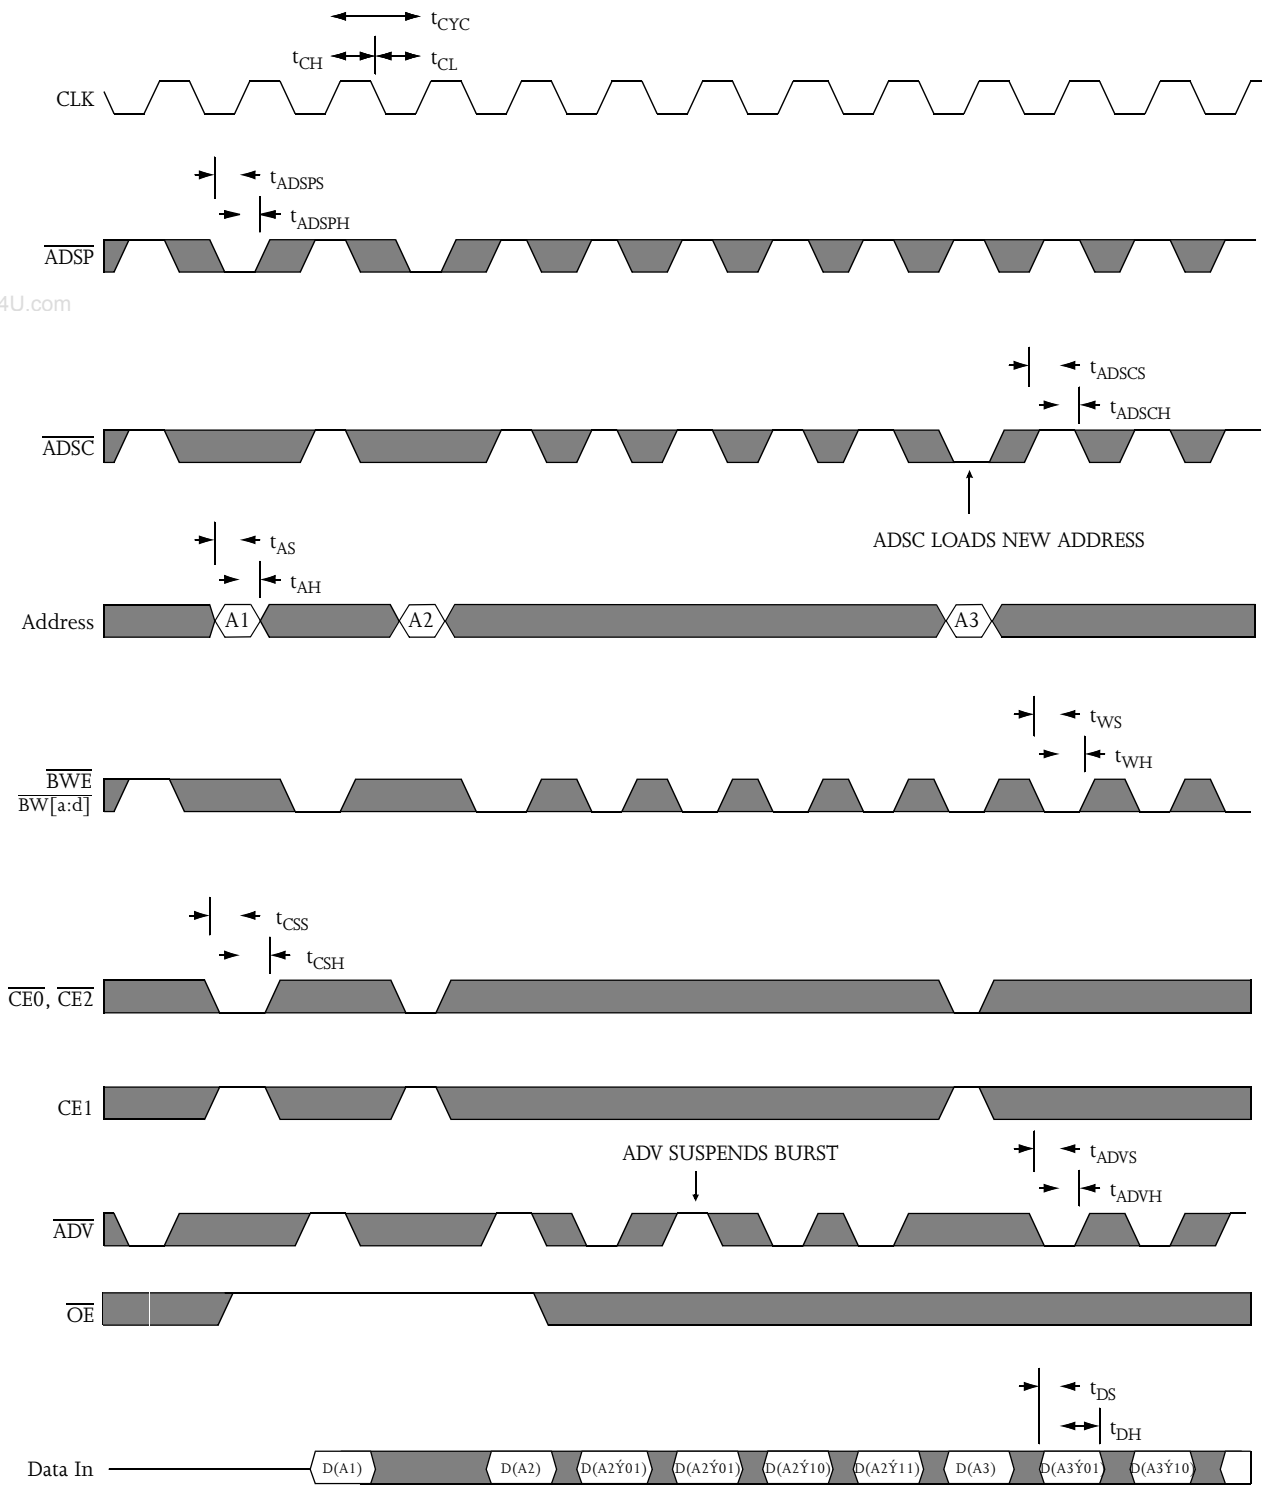 tCYC
tCH tCL
CLK
tADSPS
tADSPH
ADSP
4U.com
tADSCS
tADSCH
ADSC
ADSC LOADS NEW ADDRESS
tAS
tAH
Address A1 A2 A3
tWS
tWH
BWE
BW[a:d]
tCSS
tCSH
CE0, CE2
CE1
ADV SUSPENDS BURST
tADVS
tADVH
ADV
OE
tDS
tDH
Data In D(A1) D(A2) D(A2Ý01) D(A2Ý01) D(A2Ý10) D(A2Ý11) D(A3) D(A3Ý01) D(A3Ý10)